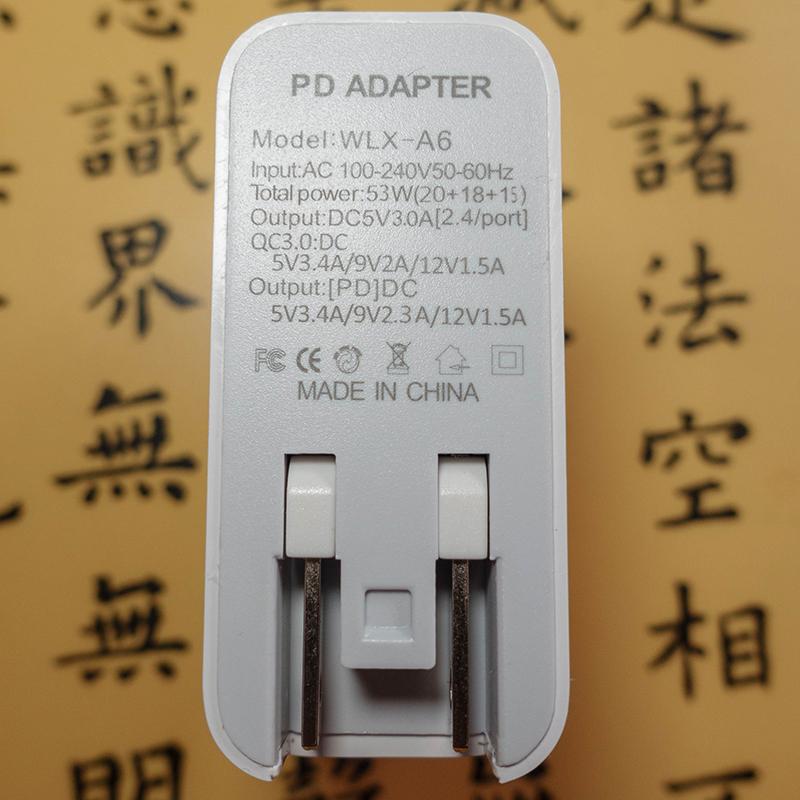 PD ADAPTER
Model:WLX-A6
Input:AC 100-240V50-60Hz
Total power:53W(20+18+15)
Output:DC5V3.0A[2.4/port]
QC3.0:DC
5V3.4A/9V2A/12V1.5A
Output:[PD]DC
5V3.4A/9V2.3A/12V1.5A
FC CE
MADE IN CHINA
諸
法
空
相
識
界
無
無